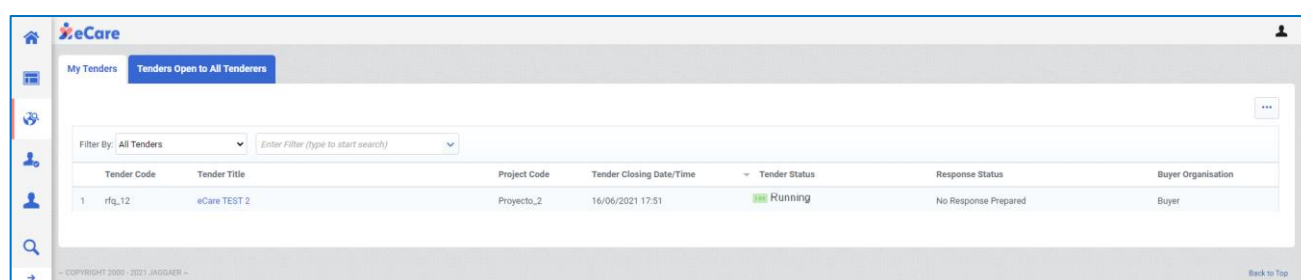 eCare
My Tenders Tenders Open to All Tenderers
...
Filter By: All Tenders Enter Filter (type to start search)
Tender Code Tender Title Project Code Tender Closing Date/Time Tender Status Response Status Buyer Organisation
1 rfq_12 eCare TEST 2 Proyecto_2 16/06/2021 17:51 Running No Response Prepared Buyer
~ COPYRIGHT 2000 - 2021 JAGGAER ~ Back to Top